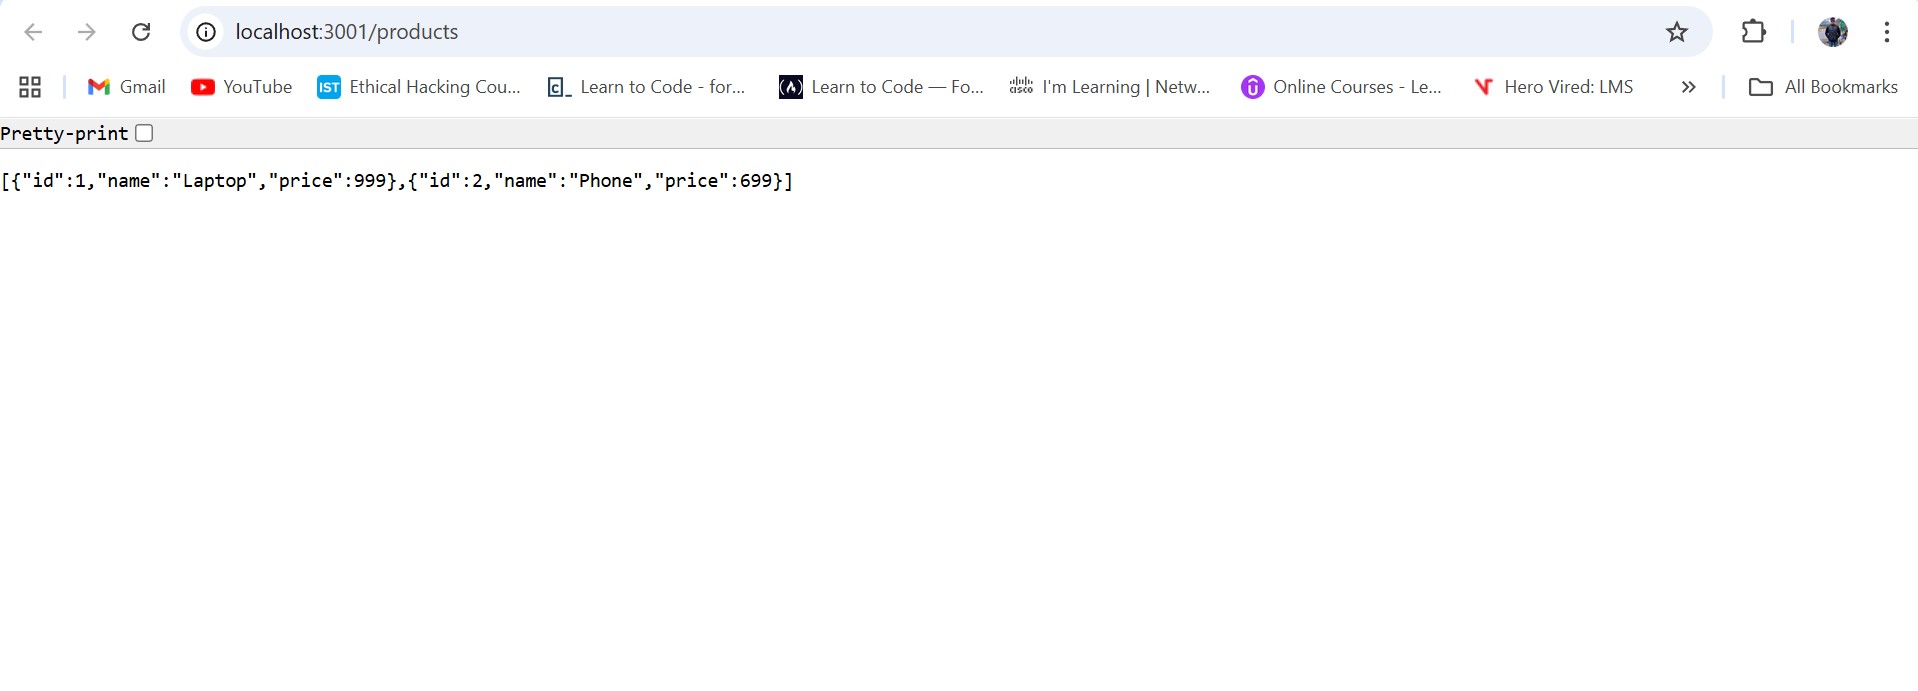 localhost:3001/products
Gmail YouTube IST Ethical Hacking Cou... Learn to Code - for... Learn to Code — Fo... cisco I'm Learning | Netw... Online Courses - Le... Hero Vired: LMS All Bookmarks
Pretty-print
[{"id":1,"name":"Laptop","price":999},{"id":2,"name":"Phone","price":699}]